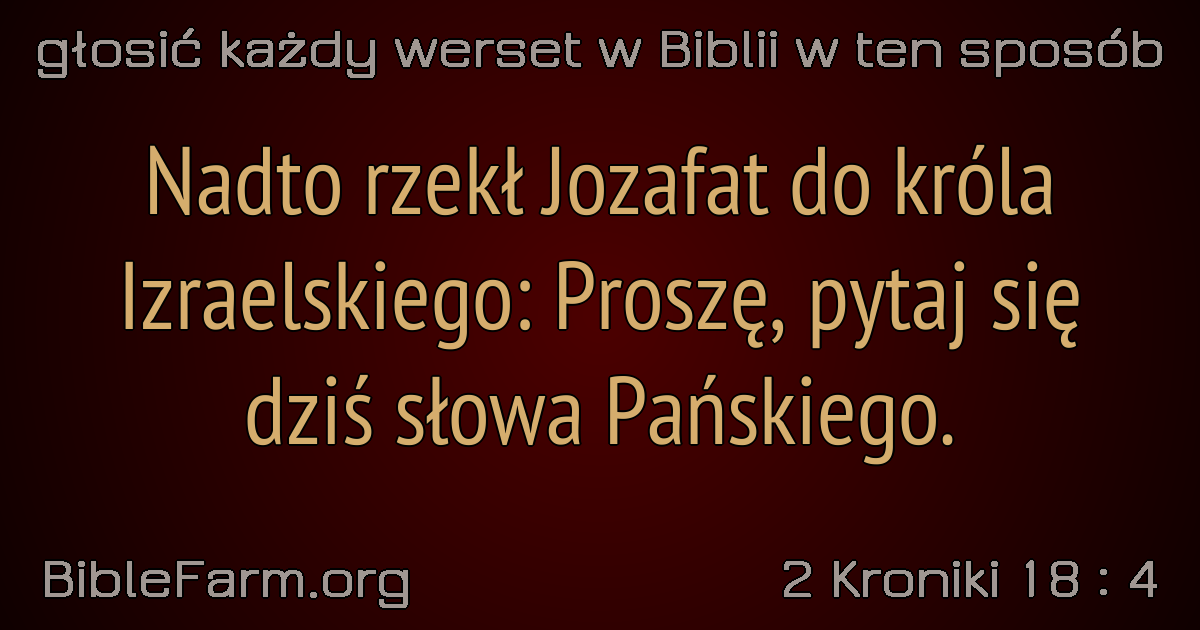 głosić każdy werset w Biblii w ten sposób
Nadto rzekł Jozafat do króla
Izraelskiego: Proszę, pytaj się
dziś słowa Pańskiego.
BibleFarm.org
2 Kroniki 18 : 4